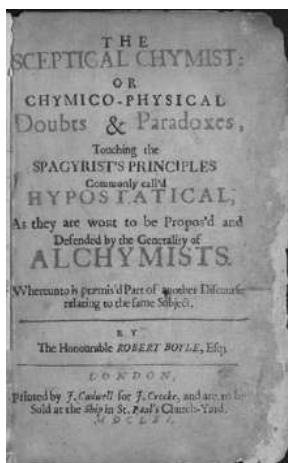 THE
SCEPTICAL CHYMIST:
OR
CHYMICO-PHYSICAL
Doubts & Paradoxes,
Touching the
SPAGYRIST'S PRINCIPLES
Commonly call'd
HYPOSTATICAL,
As they are wont to be Propos'd and
Defended by the Generality of
ALCHYMISTS.
Whereunto is præmis'd Part of another Discourse
relating to the same Subject.
BY
The Honourable ROBERT BOYLE, Esq;
LONDON,
Printed by J. Cadwell for J. Crooke, and are to be
Sold at the Ship in St. Paul's Church-Yard.
MDCLXI.